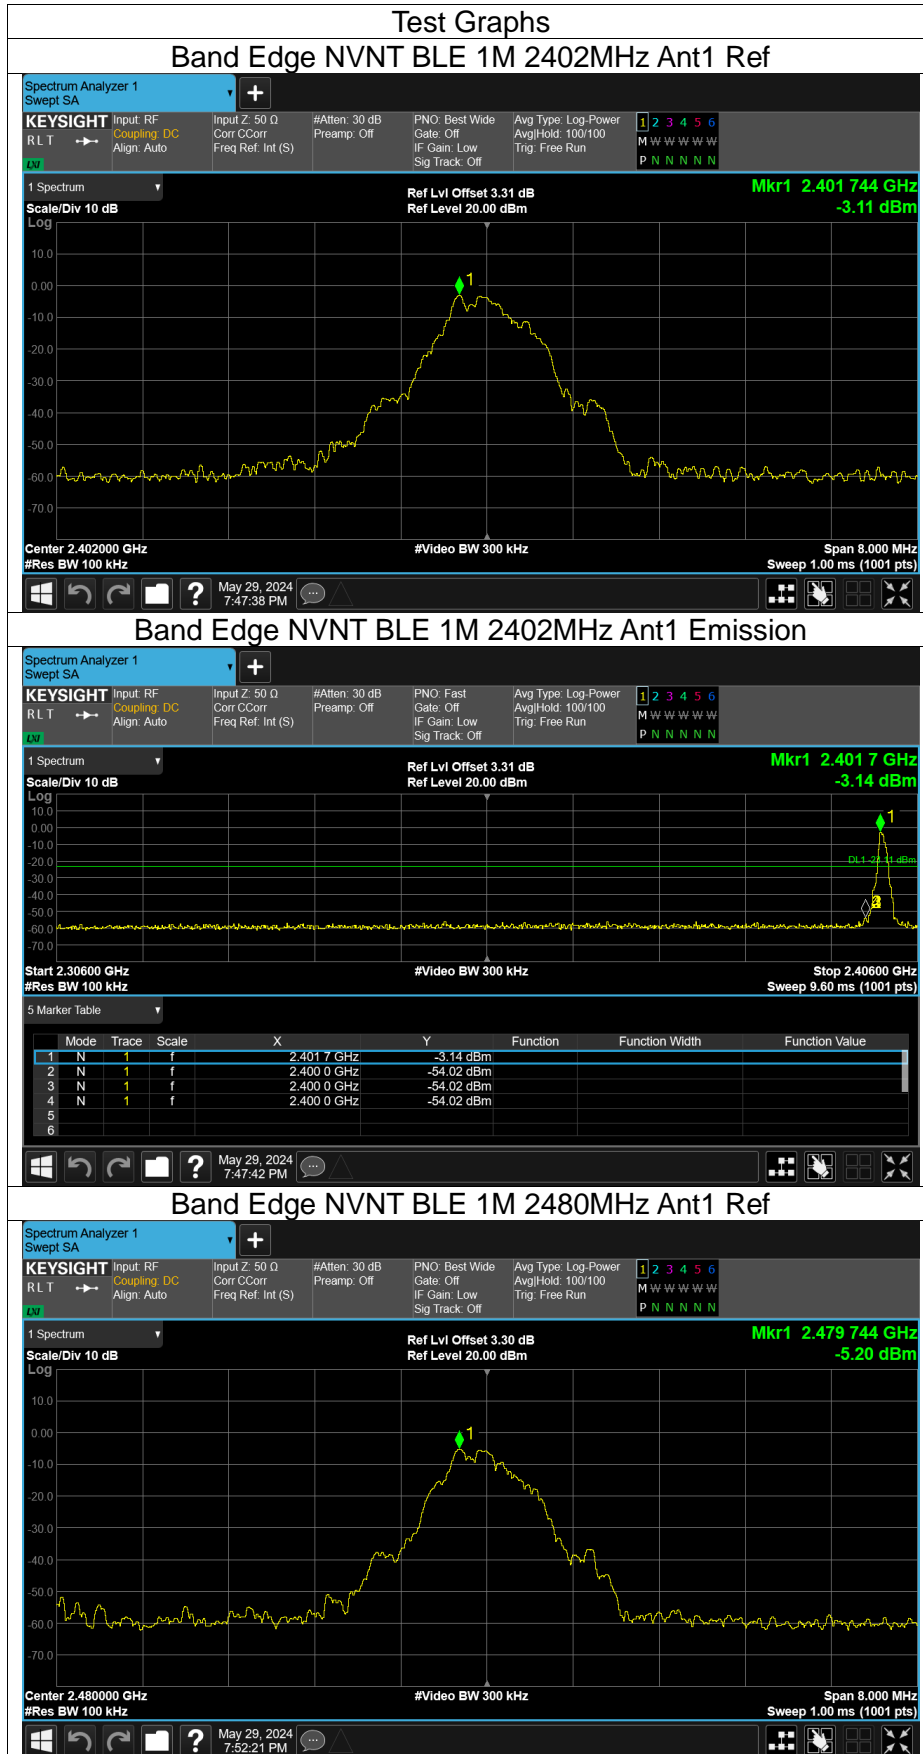 Test Graphs
Band Edge NVNT BLE 1M 2402MHz Ant1 Ref
Spectrum Analyzer 1
Swept SA
KEYSIGHT Input: RF Input Z: 50 Ω #Atten: 30 dB PNO: Best Wide Avg Type: Log-Power 1 2 3 4 5 6
RLT Coupling: DC Corr CCorr Preamp: Off Gate: Off Avg|Hold: 100/100 M W W W W W
Align: Auto Freq Ref: Int (S) IF Gain: Low Trig: Free Run
LXI Sig Track: Off P N N N N N
1 Spectrum Ref Lvl Offset 3.31 dB Mkr1 2.401 744 GHz
Scale/Div 10 dB Ref Level 20.00 dBm -3.11 dBm
Log
10.0
1
0.00
-10.0
-20.0
-30.0
-40.0
-50.0
-60.0
-70.0
Center 2.402000 GHz #Video BW 300 kHz Span 8.000 MHz
#Res BW 100 kHz Sweep 1.00 ms (1001 pts)
? May 29, 2024
7:47:38 PM
Band Edge NVNT BLE 1M 2402MHz Ant1 Emission
Spectrum Analyzer 1
Swept SA
KEYSIGHT Input: RF Input Z: 50 Ω #Atten: 30 dB PNO: Fast Avg Type: Log-Power 1 2 3 4 5 6
RLT Coupling: DC Corr CCorr Preamp: Off Gate: Off Avg|Hold: 100/100 M W W W W W
Align: Auto Freq Ref: Int (S) IF Gain: Low Trig: Free Run
LXI Sig Track: Off P N N N N N
1 Spectrum Ref Lvl Offset 3.31 dB Mkr1 2.401 7 GHz
Scale/Div 10 dB Ref Level 20.00 dBm -3.14 dBm
Log
10.0 1
0.00
-10.0
-20.0 DL1 -23.11 dBm
-30.0
-40.0
-50.0
-60.0
-70.0
Start 2.30600 GHz #Video BW 300 kHz Stop 2.40600 GHz
#Res BW 100 kHz Sweep 9.60 ms (1001 pts)
5 Marker Table
Mode Trace Scale X Y Function Function Width Function Value
1 N 1 f 2.401 7 GHz -3.14 dBm
2 N 1 f 2.400 0 GHz -54.02 dBm
3 N 1 f 2.400 0 GHz -54.02 dBm
4 N 1 f 2.400 0 GHz -54.02 dBm
5
6
? May 29, 2024
7:47:42 PM
Band Edge NVNT BLE 1M 2480MHz Ant1 Ref
Spectrum Analyzer 1
Swept SA
KEYSIGHT Input: RF Input Z: 50 Ω #Atten: 30 dB PNO: Best Wide Avg Type: Log-Power 1 2 3 4 5 6
RLT Coupling: DC Corr CCorr Preamp: Off Gate: Off Avg|Hold: 100/100 M W W W W W
Align: Auto Freq Ref: Int (S) IF Gain: Low Trig: Free Run
LXI Sig Track: Off P N N N N N
1 Spectrum Ref Lvl Offset 3.30 dB Mkr1 2.479 744 GHz
Scale/Div 10 dB Ref Level 20.00 dBm -5.20 dBm
Log
10.0
0.00 1
-10.0
-20.0
-30.0
-40.0
-50.0
-60.0
-70.0
Center 2.480000 GHz #Video BW 300 kHz Span 8.000 MHz
#Res BW 100 kHz Sweep 1.00 ms (1001 pts)
? May 29, 2024
7:52:21 PM